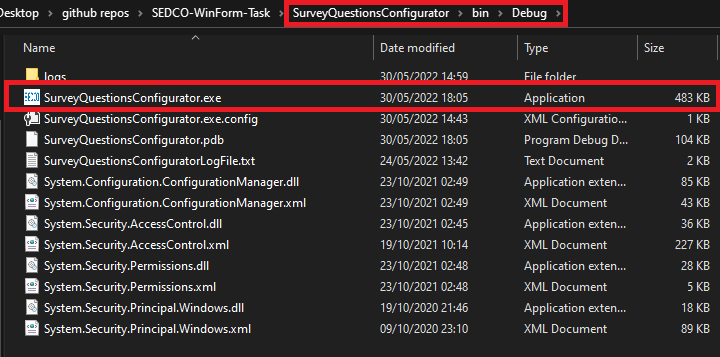 Desktop > github repos > SEDCO-WinForm-Task > SurveyQuestionsConfigurator > bin > Debug >
Name Date modified Type Size
logs 30/05/2022 14:59 File folder
SEDCO SurveyQuestionsConfigurator.exe 30/05/2022 18:05 Application 483 KB
SurveyQuestionsConfigurator.exe.config 30/05/2022 14:43 XML Configuratio... 1 KB
SurveyQuestionsConfigurator.pdb 30/05/2022 18:05 Program Debug D... 104 KB
SurveyQuestionsConfiguratorLogFile.txt 24/05/2022 13:42 Text Document 2 KB
System.Configuration.ConfigurationManager.dll 23/10/2021 02:49 Application exten... 85 KB
System.Configuration.ConfigurationManager.xml 23/10/2021 02:49 XML Document 43 KB
System.Security.AccessControl.dll 23/10/2021 02:45 Application exten... 36 KB
System.Security.AccessControl.xml 19/10/2021 10:14 XML Document 227 KB
System.Security.Permissions.dll 23/10/2021 02:48 Application exten... 28 KB
System.Security.Permissions.xml 23/10/2021 02:48 XML Document 5 KB
System.Security.Principal.Windows.dll 19/10/2020 21:46 Application exten... 18 KB
System.Security.Principal.Windows.xml 09/10/2020 23:10 XML Document 89 KB